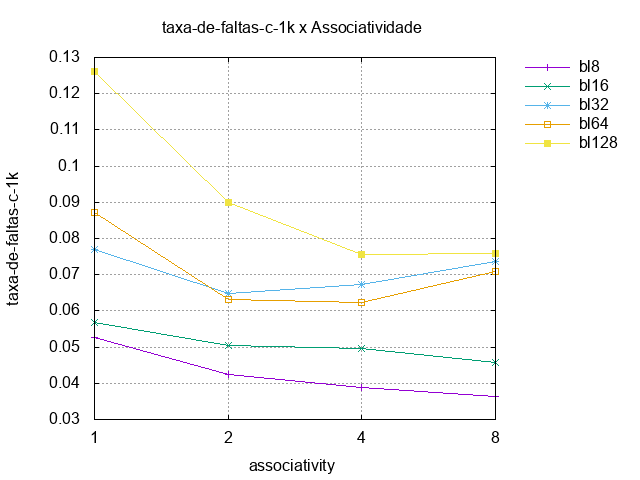 taxa-de-faltas-c-1k x Associatividade
0.13
0.12
0.11
0.1
0.09
0.08
0.07
0.06
0.05
0.04
0.03
taxa-de-faltas-c-1k
1 2 4 8
associativity
bl8
bl16
bl32
bl64
bl128